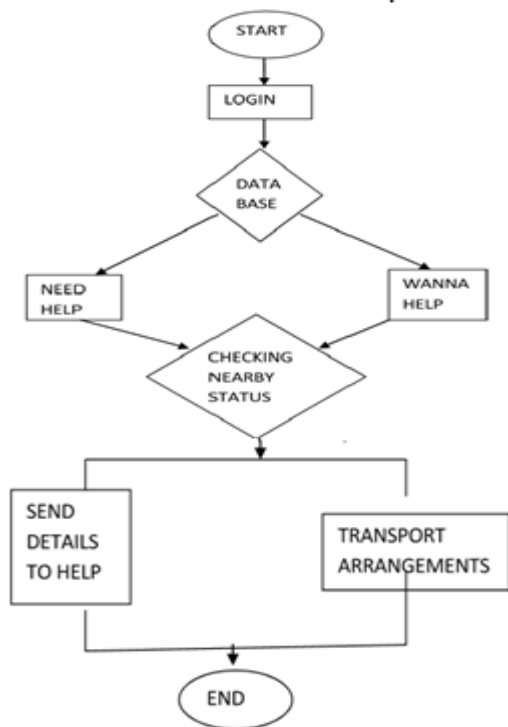 START
LOGIN
DATA
BASE
NEED
HELP
WANNA
HELP
CHECKING
NEARBY
STATUS
SEND
DETAILS
TO HELP
TRANSPORT
ARRANGEMENTS
END